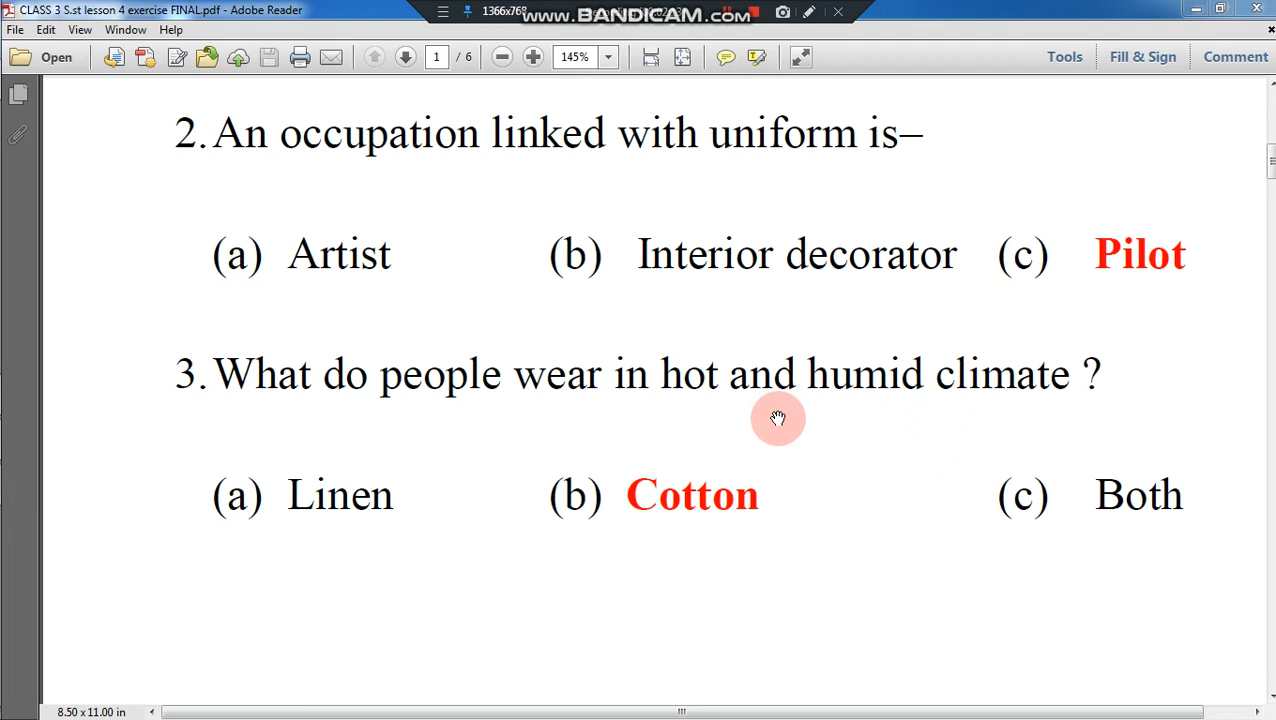 CLASS 3 S.st lesson 4 exercise FINAL.pdf - Adobe Reader
1366x768
www.BANDICAM.com
File Edit View Window Help
Open
1 / 6
145%
Tools Fill & Sign Comment
2. An occupation linked with uniform is–
(a) Artist (b) Interior decorator (c) Pilot
3. What do people wear in hot and humid climate ?
(a) Linen (b) Cotton (c) Both
8.50 x 11.00 in